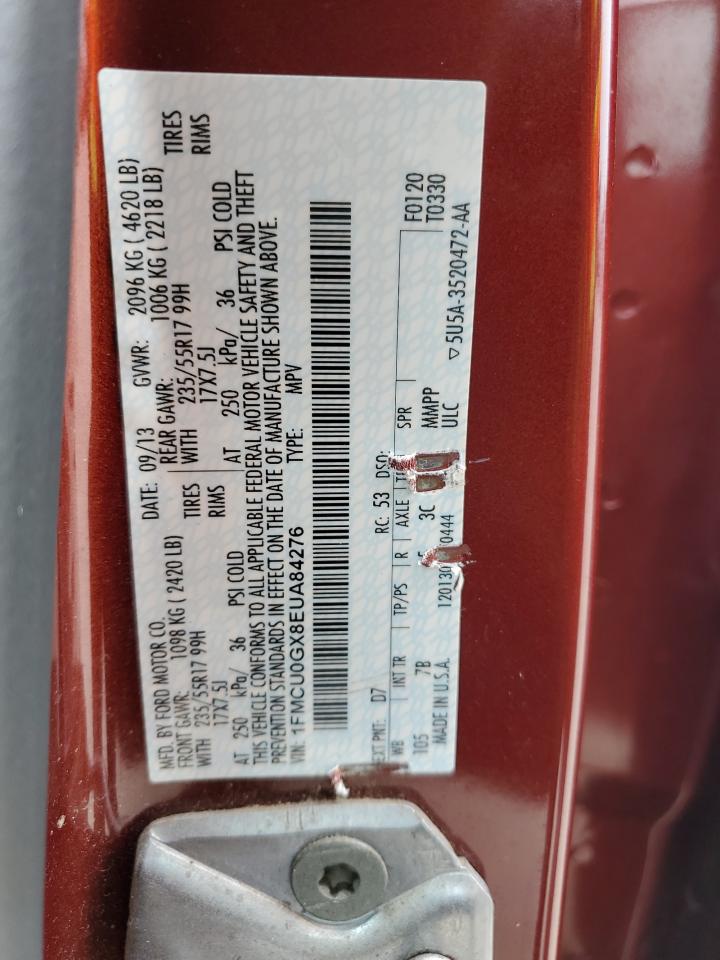 MFD. BY FORD MOTOR CO. DATE: 09/13 GVWR: 2096 KG ( 4620 LB)
FRONT GAWR: 1098 KG ( 2420 LB) REAR GAWR: 1006 KG ( 2218 LB)
WITH 235/55R17 99H TIRES WITH 235/55R17 99H TIRES
17X7.5J RIMS 17X7.5J RIMS
AT 250 kPa/ 36 PSI COLD AT 250 kPa/ 36 PSI COLD
THIS VEHICLE CONFORMS TO ALL APPLICABLE FEDERAL MOTOR VEHICLE SAFETY AND THEFT
PREVENTION STANDARDS IN EFFECT ON THE DATE OF MANUFACTURE SHOWN ABOVE.
VIN: 1FMCU0GX8EUA84276 TYPE: MPV
EXT PNT: D7 RC: 53 DSO: F0120
WB INT TR TP/PS R AXLE SPR T0330
105 7B 3C MMPP
MADE IN U.S.A. ULC
▽5U5A-3520472-AA